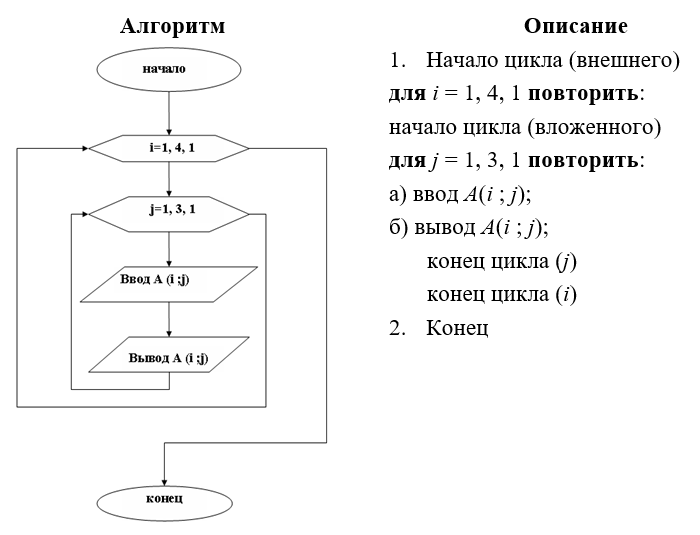 Алгоритм
начало
i=1, 4, 1
j=1, 3, 1
Ввод А (i ;j)
Вывод А (i ;j)
конец
Описание
1. Начало цикла (внешнего)
для i = 1, 4, 1 повторить:
начало цикла (вложенного)
для j = 1, 3, 1 повторить:
а) ввод A(i ; j);
б) вывод A(i ; j);
конец цикла (j)
конец цикла (i)
2. Конец